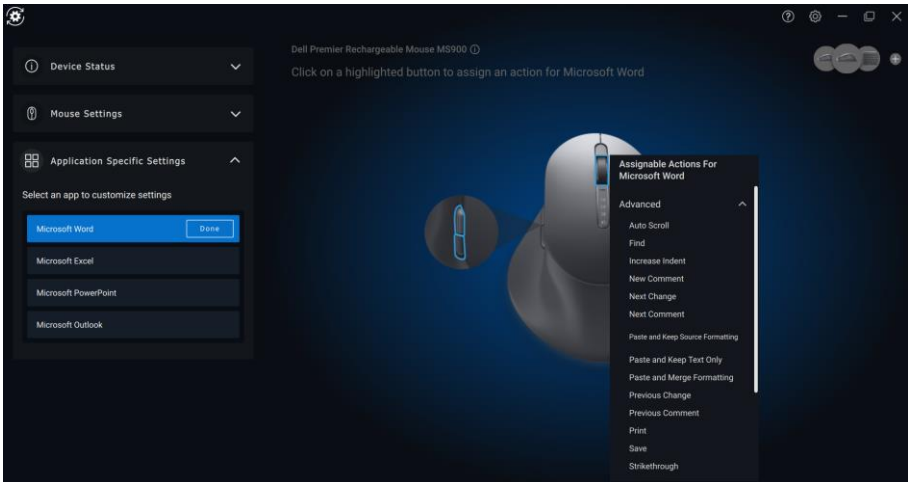 Dell Premier Rechargeable Mouse MS900
Click on a highlighted button to assign an action for Microsoft Word
Device Status
Mouse Settings
Application Specific Settings
Select an app to customize settings
Microsoft Word
Done
Microsoft Excel
Microsoft PowerPoint
Microsoft Outlook
Assignable Actions For
Microsoft Word
Advanced
Auto Scroll
Find
Increase Indent
New Comment
Next Change
Next Comment
Paste and Keep Source Formatting
Paste and Keep Text Only
Paste and Merge Formatting
Previous Change
Previous Comment
Print
Save
Strikethrough